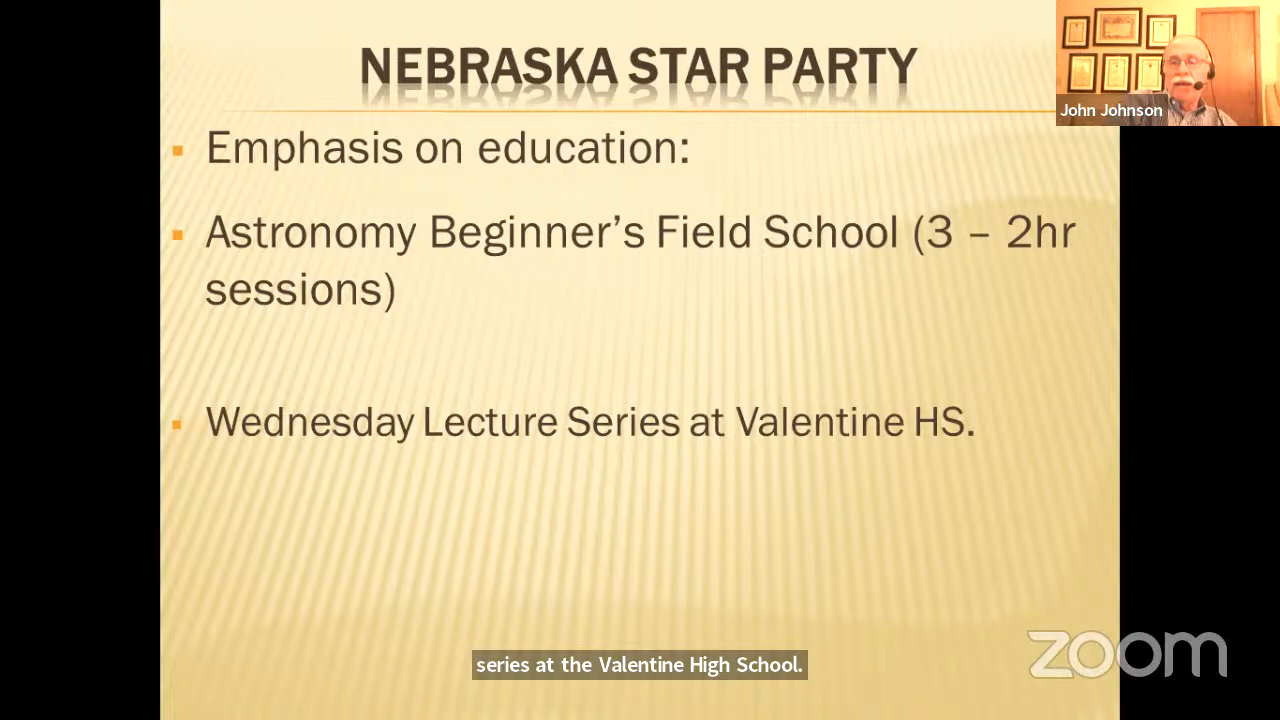 NEBRASKA STAR PARTY
John Johnson
Emphasis on education:
Astronomy Beginner’s Field School (3 – 2hr
sessions)
Wednesday Lecture Series at Valentine HS.
series at the Valentine High School.
zoom